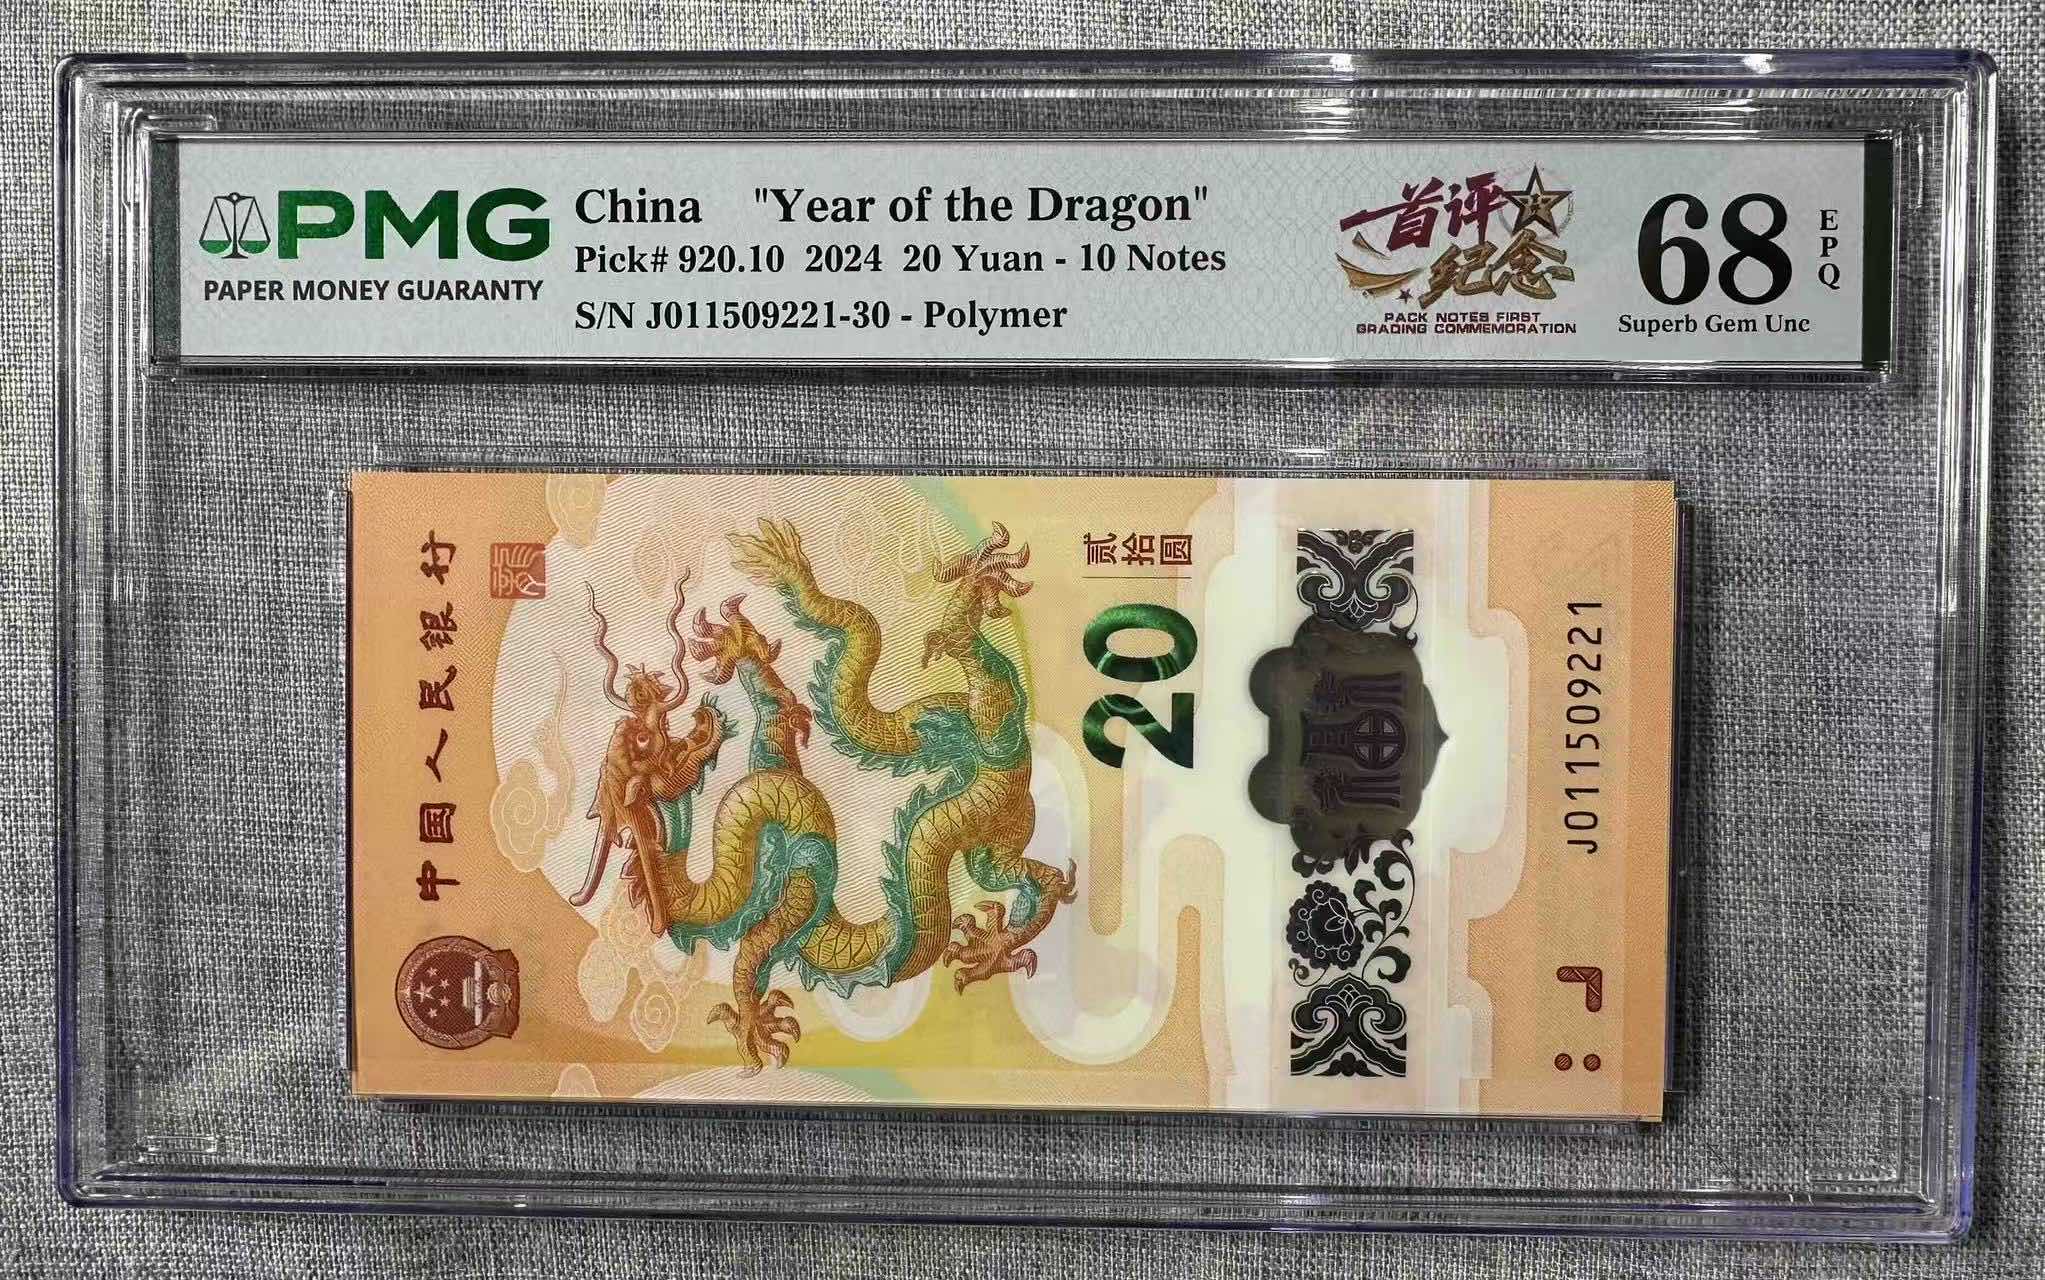 PMG
PAPER MONEY GUARANTY
China "Year of the Dragon"
Pick# 920.10 2024 20 Yuan - 10 Notes
S/N J011509221-30 - Polymer
首评
纪念
PACK NOTES FIRST
GRADING COMMEMORATION
68
EPQ
Superb Gem Unc
中国人民银行
贰拾圆
20
福
J011509221